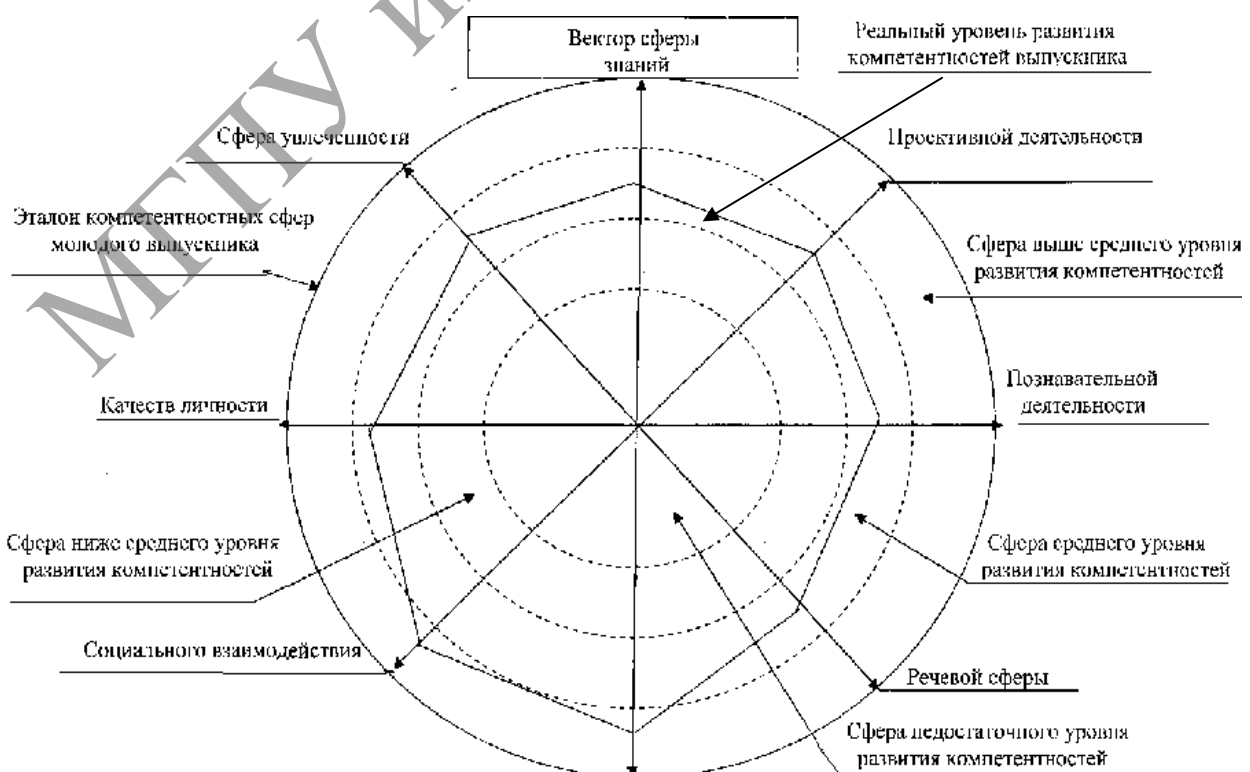 МГПУ и
Вектор сферы
знаний
Реальный уровень развития
компетентностей выпускника
Сфера увлеченности
Проективной деятельности
Эталон компетентностных сфер
молодого выпускника
Сфера выше среднего уровня
развития компетентностей
Качеств личности
Познавательной
деятельности
Сфера ниже среднего уровня
развития компетентностей
Сфера среднего уровня
развития компетентностей
Социального взаимодействия
Речевой сферы
Сфера недостаточного уровня
развития компетентностей